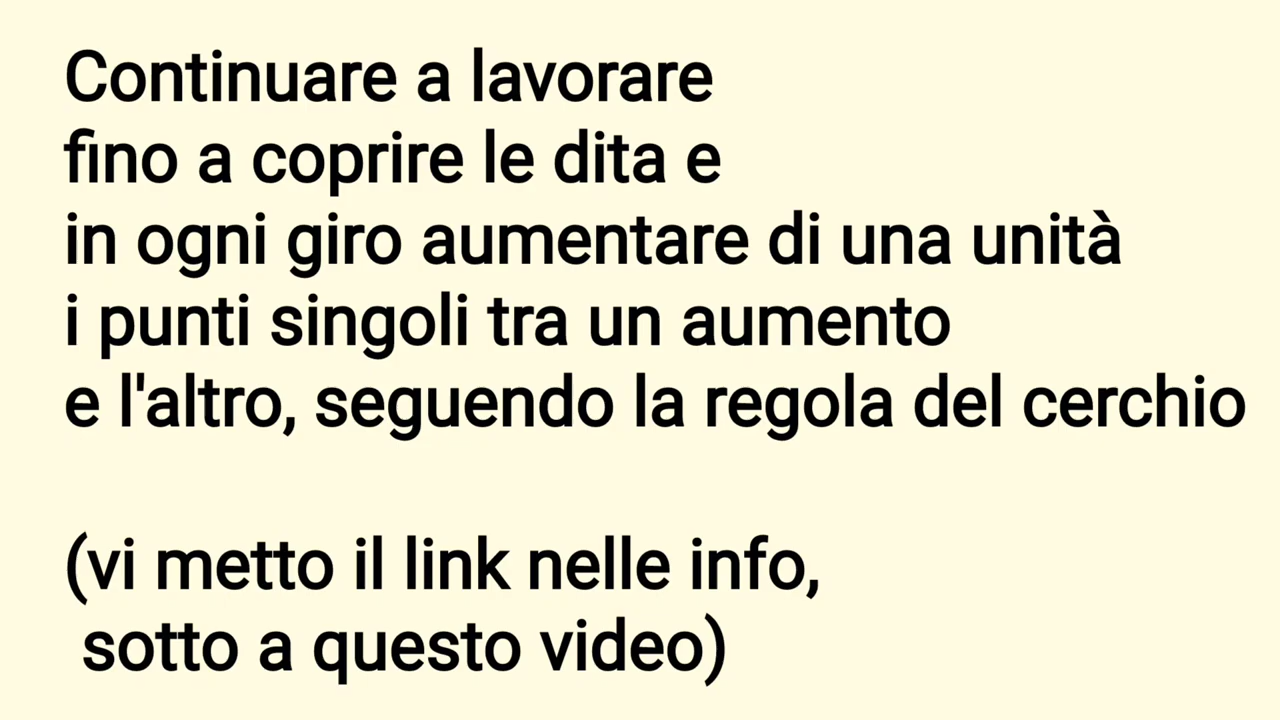 Continuare a lavorare
fino a coprire le dita e
in ogni giro aumentare di una unità
i punti singoli tra un aumento
e l'altro, seguendo la regola del cerchio
(vi metto il link nelle info,
sotto a questo video)